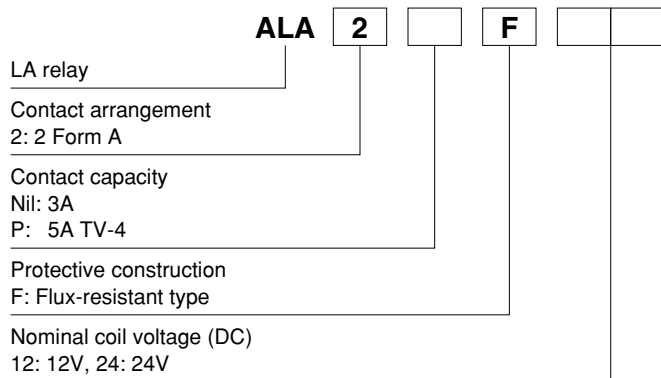 ALA 2 F
LA relay
Contact arrangement
2: 2 Form A
Contact capacity
Nil: 3A
P: 5A TV-4
Protective construction
F: Flux-resistant type
Nominal coil voltage (DC)
12: 12V, 24: 24V